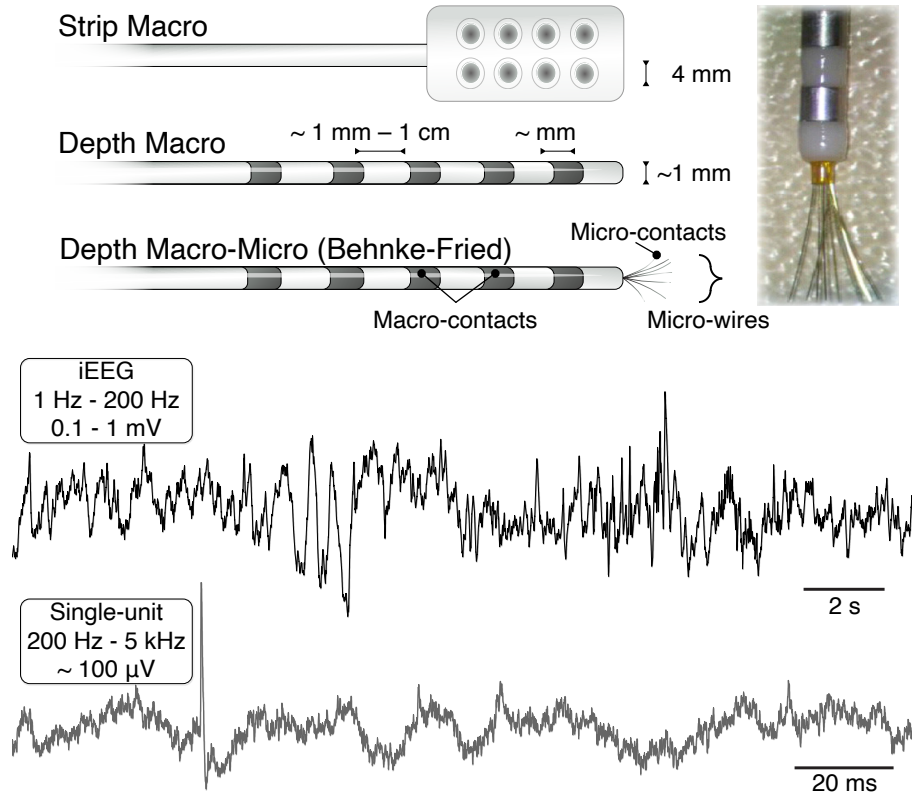 Strip Macro
4 mm
~ 1 mm – 1 cm
~ mm
Depth Macro
~1 mm
Depth Macro-Micro (Behnke-Fried)
Micro-contacts
Macro-contacts
Micro-wires
iEEG
1 Hz - 200 Hz
0.1 - 1 mV
2 s
Single-unit
200 Hz - 5 kHz
~ 100 µV
20 ms